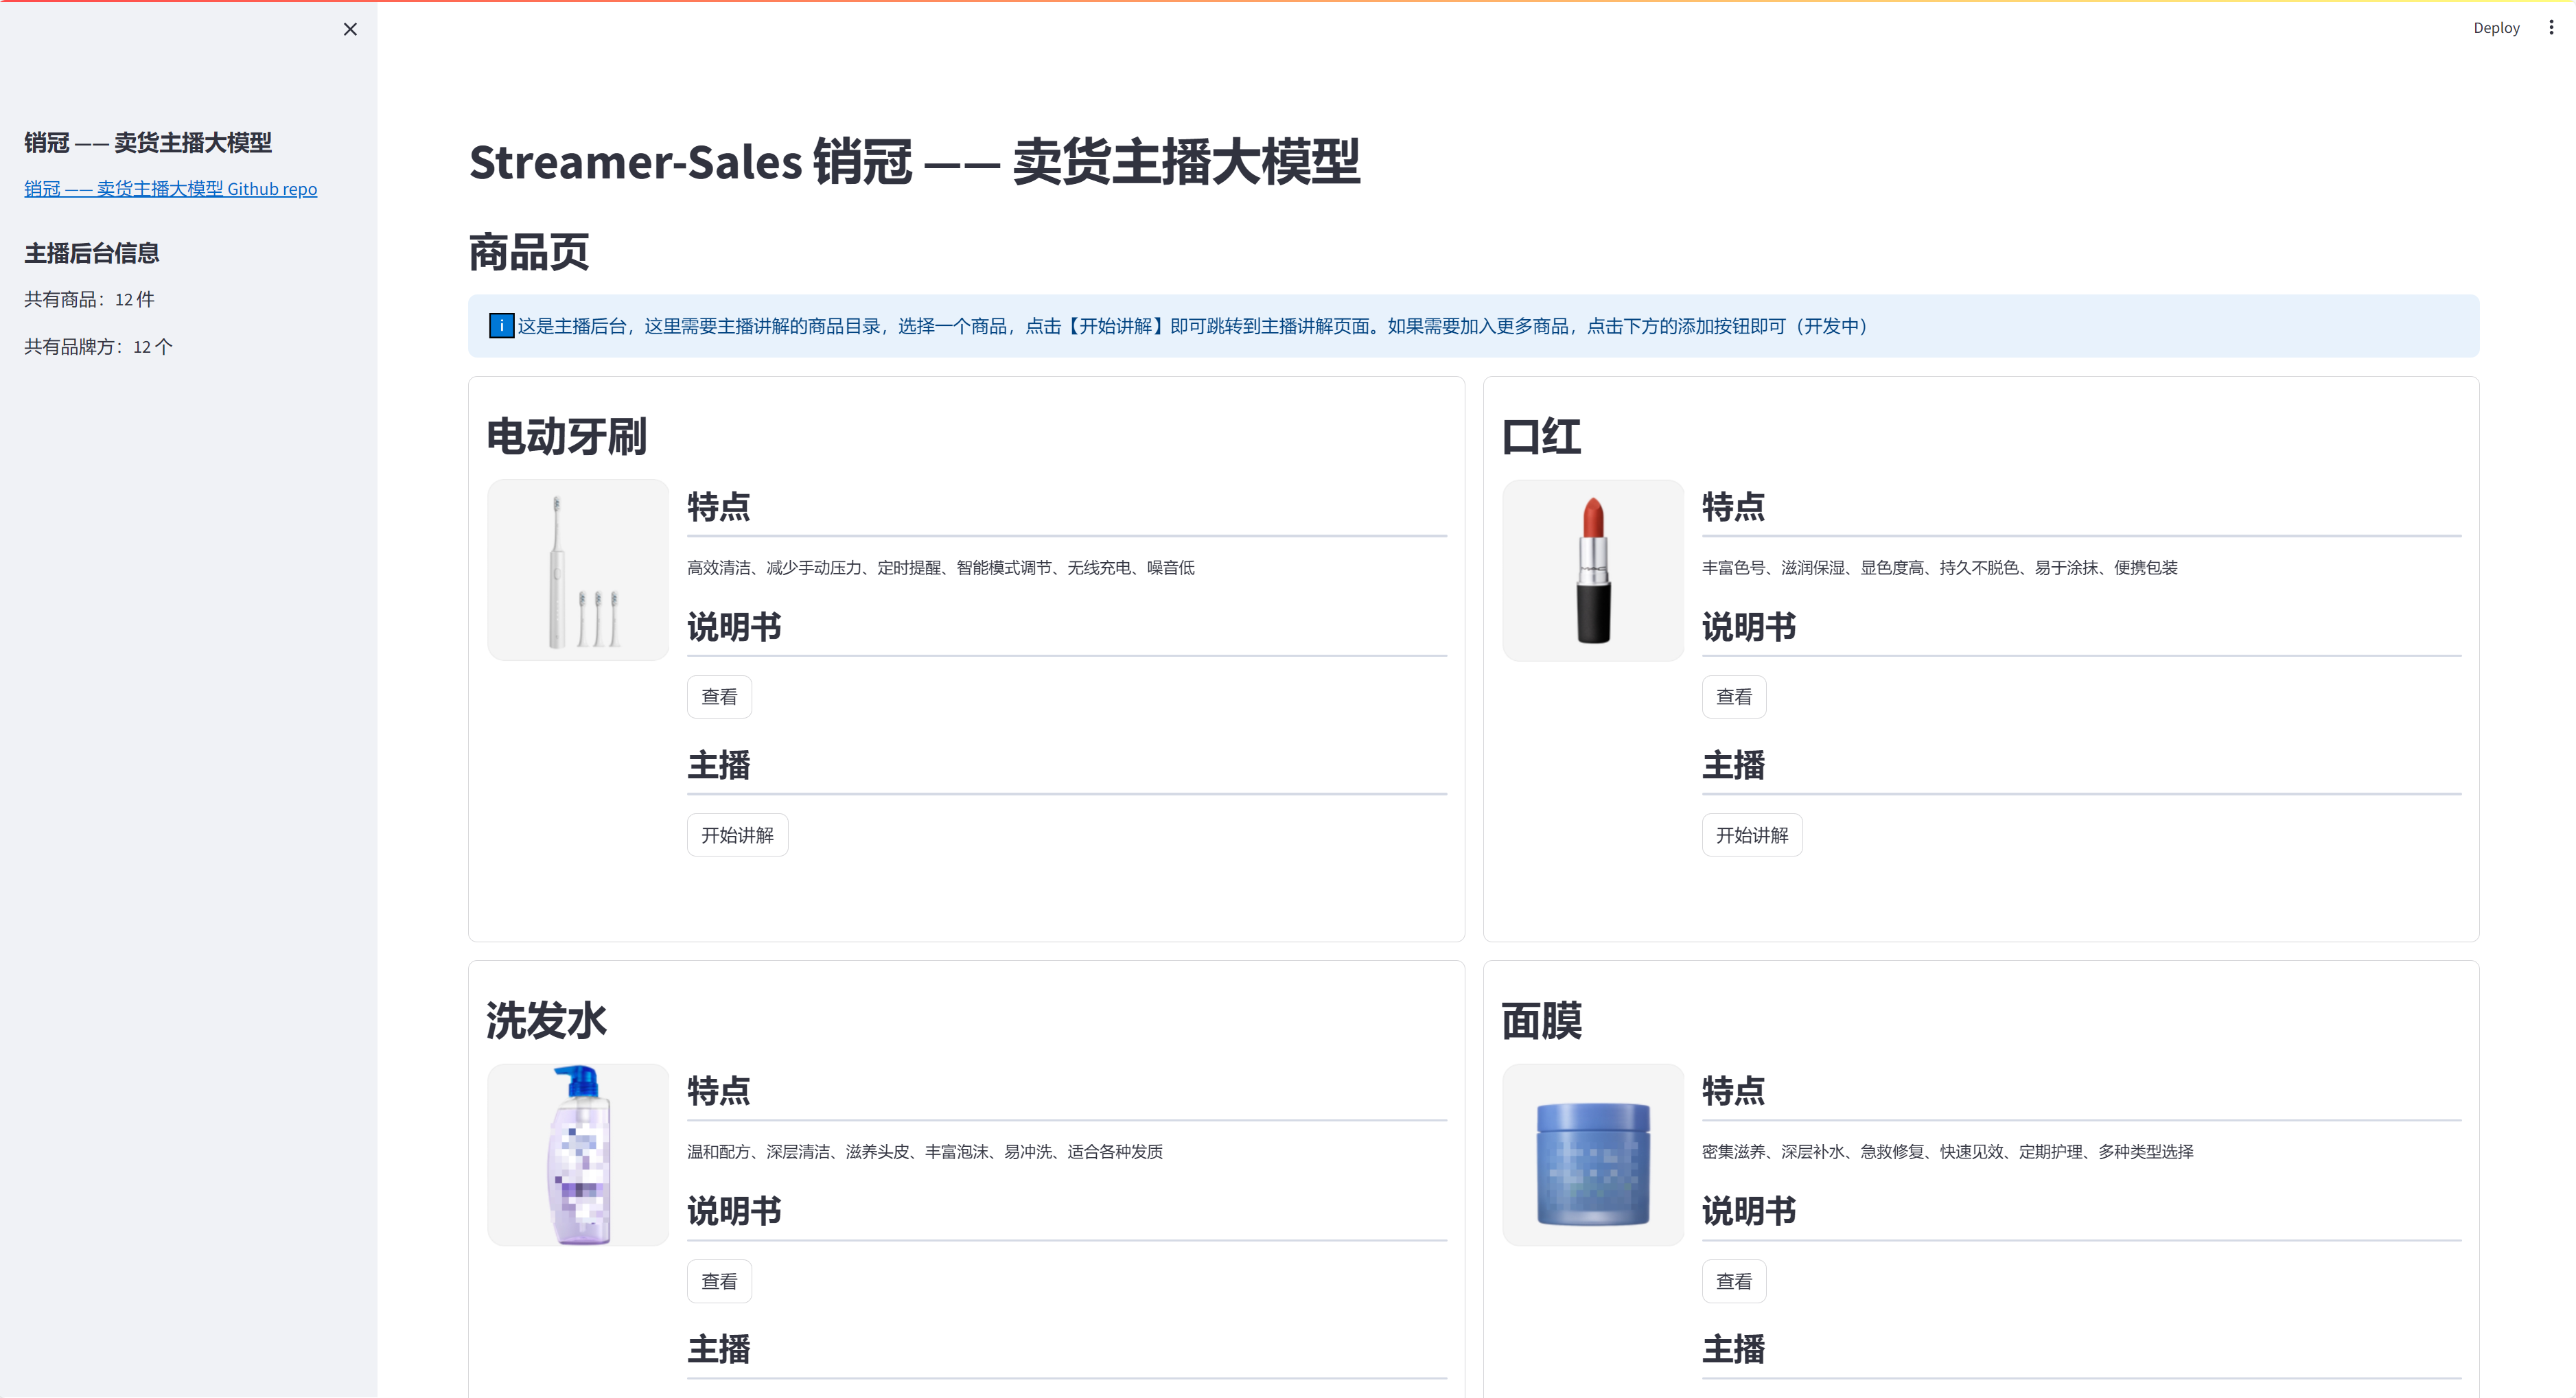 Deploy
销冠 —— 卖货主播大模型
销冠 —— 卖货主播大模型 Github repo
主播后台信息
共有商品：12 件
共有品牌方：12 个
Streamer-Sales 销冠 —— 卖货主播大模型
商品页
i 这是主播后台，这里需要主播讲解的商品目录，选择一个商品，点击【开始讲解】即可跳转到主播讲解页面。如果需要加入更多商品，点击下方的添加按钮即可（开发中）
电动牙刷
特点
高效清洁、减少手动压力、定时提醒、智能模式调节、无线充电、噪音低
说明书
查看
主播
开始讲解
口红
MAC
特点
丰富色号、滋润保湿、显色度高、持久不脱色、易于涂抹、便携包装
说明书
查看
主播
开始讲解
洗发水
特点
温和配方、深层清洁、滋养头皮、丰富泡沫、易冲洗、适合各种发质
说明书
查看
主播
面膜
特点
密集滋养、深层补水、急救修复、快速见效、定期护理、多种类型选择
说明书
查看
主播